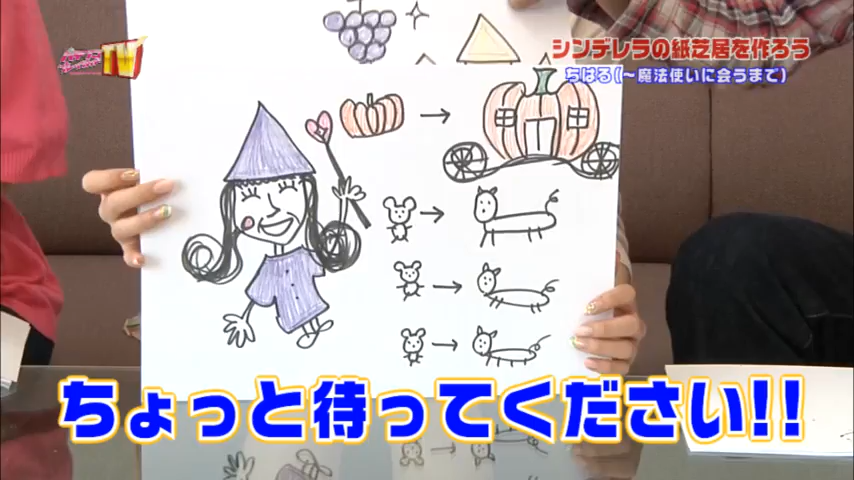 シンデレラの紙芝居を作ろう
ちはる(～魔法使いに会うまで)
ちょっと待ってください!!